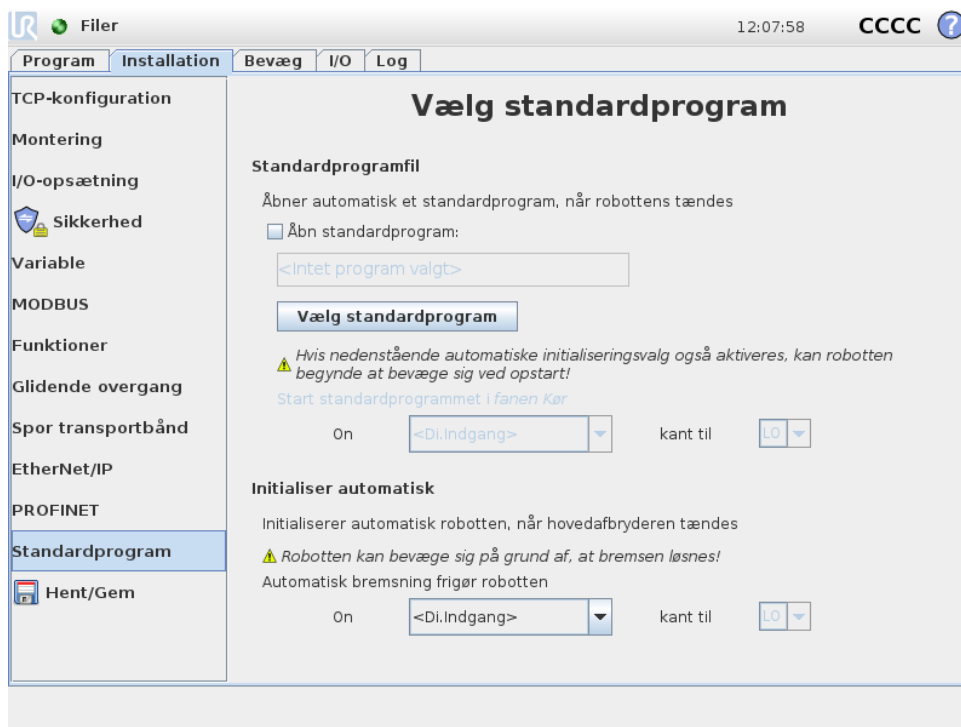 UR Filer 12:07:58 CCCC ?
Program Installation Bevæg I/O Log
TCP-konfiguration
Montering
I/O-opsætning
Sikkerhed
Variable
MODBUS
Funktioner
Glidende overgang
Spor transportbånd
EtherNet/IP
PROFINET
Standardprogram
Hent/Gem
Vælg standardprogram
Standardprogramfil
Åbner automatisk et standardprogram, når robottens tændes
Åbn standardprogram:
<Intet program valgt>
Vælg standardprogram
Hvis nedenstående automatiske initialiseringsvalg også aktiveres, kan robotten
begynde at bevæge sig ved opstart!
Start standardprogrammet i fanen Kør
On <Di.Indgang> kant til LO
Initialiser automatisk
Initialiserer automatisk robotten, når hovedafbryderen tændes
Robotten kan bevæge sig på grund af, at bremsen løsnes!
Automatisk bremsning frigør robotten
On <Di.Indgang> kant til LO